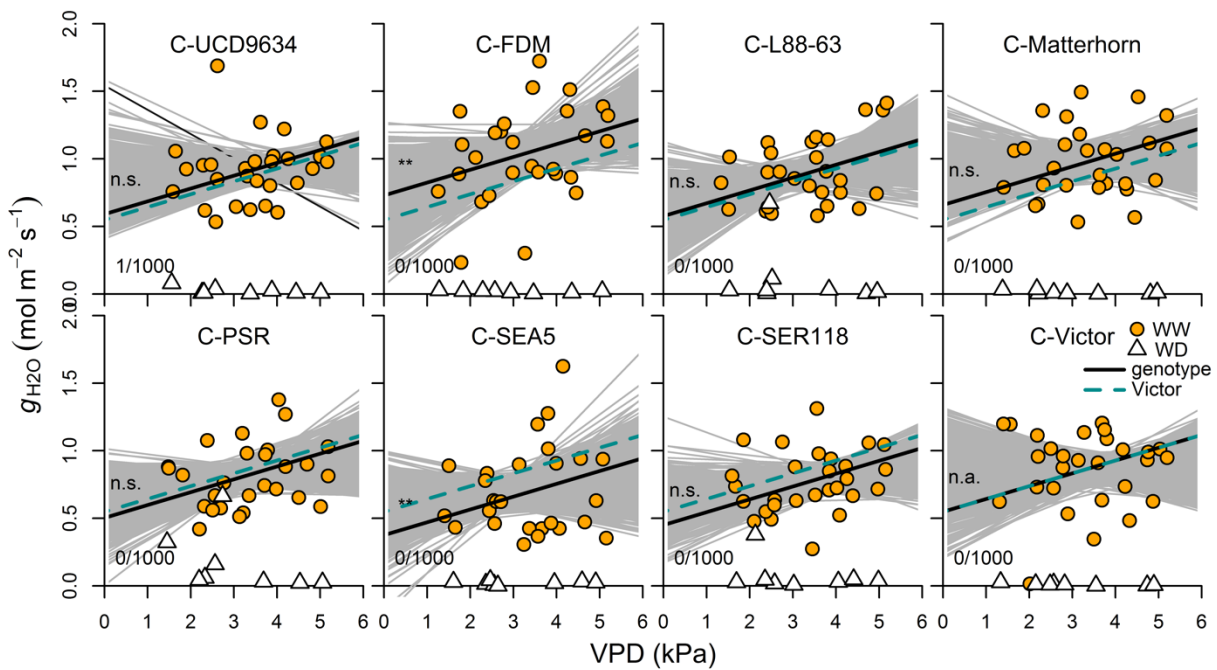 C-UCD9634
C-FDM
C-L88-63
C-Matterhorn
2.0
1.5
1.0
0.5
0.0
n.s.
**
n.s.
n.s.
1/1000
0/1000
0/1000
0/1000
C-PSR
C-SEA5
C-SER118
C-Victor
WW
WD
genotype
Victor
2.0
1.5
1.0
0.5
0.0
n.s.
**
n.s.
n.a.
0/1000
0/1000
0/1000
0/1000
0 1 2 3 4 5 6
0 1 2 3 4 5 6
0 1 2 3 4 5 6
0 1 2 3 4 5 6
VPD (kPa)
gH2O (mol m−2 s−1)